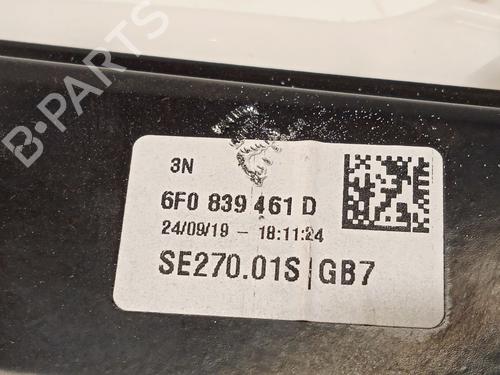 B-PARTS
3N
6F0 839 461 D
24/09/19 - 18:11:24
SE270.01S GB7